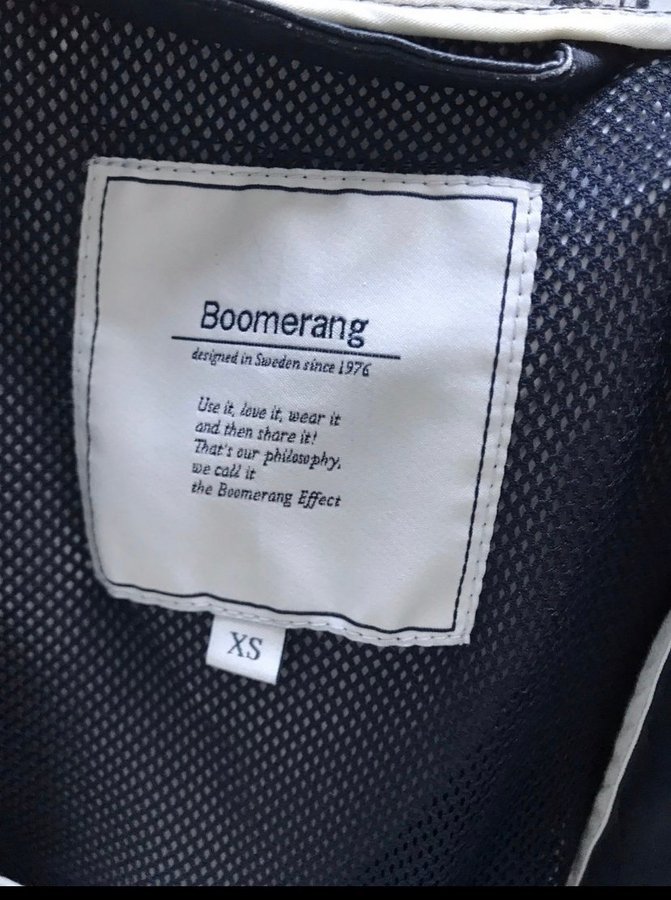 Boomerang
designed in Sweden since 1976
Use it, love it, wear it
and then share it!
That's our philosophy,
we call it
the Boomerang Effect
XS